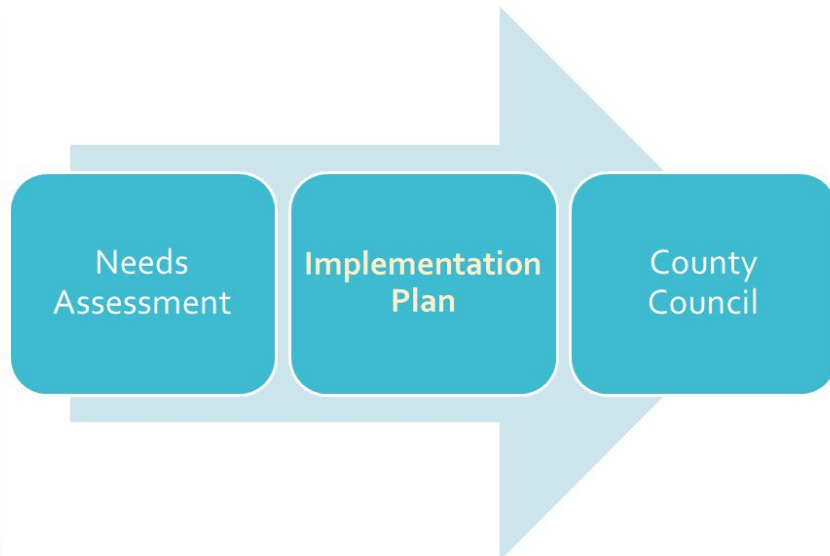 Needs
Assessment
Implementation
Plan
County
Council